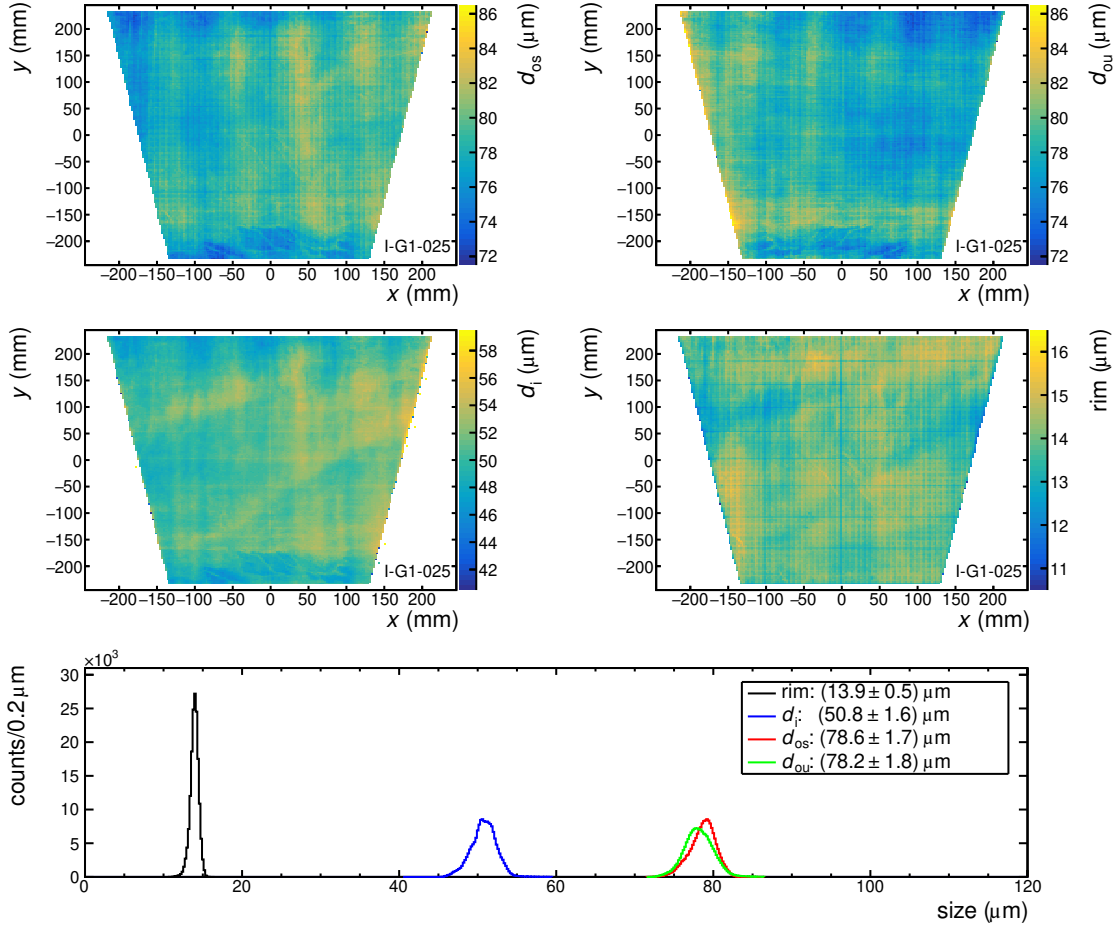 y (mm)
200
150
100
50
0
−50
−100
−150
−200
I-G1-025
−200 −150 −100 −50 0 50 100 150 200
x (mm)
86
84
82
80
78
76
74
72
d_os (μm)
y (mm)
200
150
100
50
0
−50
−100
−150
−200
I-G1-025
−200 −150 −100 −50 0 50 100 150 200
x (mm)
86
84
82
80
78
76
74
72
d_ou (μm)
y (mm)
200
150
100
50
0
−50
−100
−150
−200
I-G1-025
−200 −150 −100 −50 0 50 100 150 200
x (mm)
58
56
54
52
50
48
46
44
42
d_i (μm)
y (mm)
200
150
100
50
0
−50
−100
−150
−200
I-G1-025
−200 −150 −100 −50 0 50 100 150 200
x (mm)
16
15
14
13
12
11
rim (μm)
×10³
counts/0.2μm
30
25
20
15
10
5
0
rim: (13.9 ± 0.5) μm
d_i: (50.8 ± 1.6) μm
d_os: (78.6 ± 1.7) μm
d_ou: (78.2 ± 1.8) μm
0 20 40 60 80 100 120
size (μm)